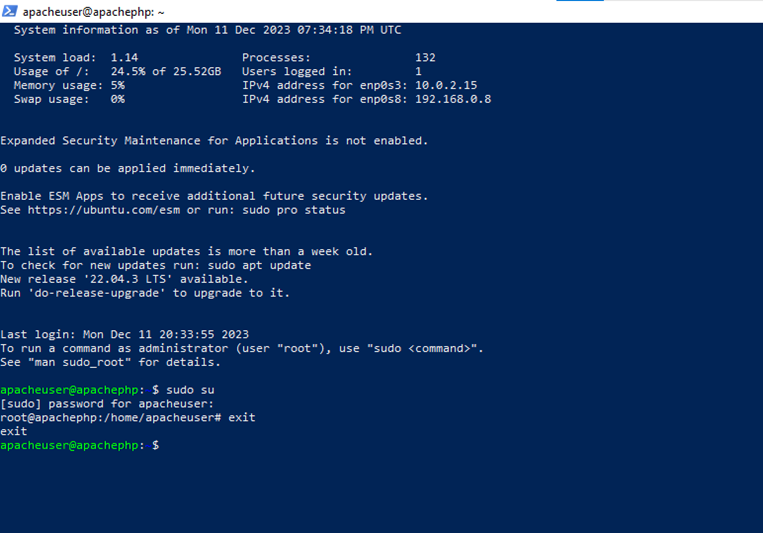 apacheuser@apachephp: ~
System information as of Mon 11 Dec 2023 07:34:18 PM UTC
System load: 1.14 Processes: 132
Usage of /: 24.5% of 25.52GB Users logged in: 1
Memory usage: 5% IPv4 address for enp0s3: 10.0.2.15
Swap usage: 0% IPv4 address for enp0s8: 192.168.0.8
Expanded Security Maintenance for Applications is not enabled.
0 updates can be applied immediately.
Enable ESM Apps to receive additional future security updates.
See https://ubuntu.com/esm or run: sudo pro status
The list of available updates is more than a week old.
To check for new updates run: sudo apt update
New release '22.04.3 LTS' available.
Run 'do-release-upgrade' to upgrade to it.
Last login: Mon Dec 11 20:33:55 2023
To run a command as administrator (user "root"), use "sudo <command>".
See "man sudo_root" for details.
apacheuser@apachephp:~$ sudo su
[sudo] password for apacheuser:
root@apachephp:/home/apacheuser# exit
exit
apacheuser@apachephp:~$